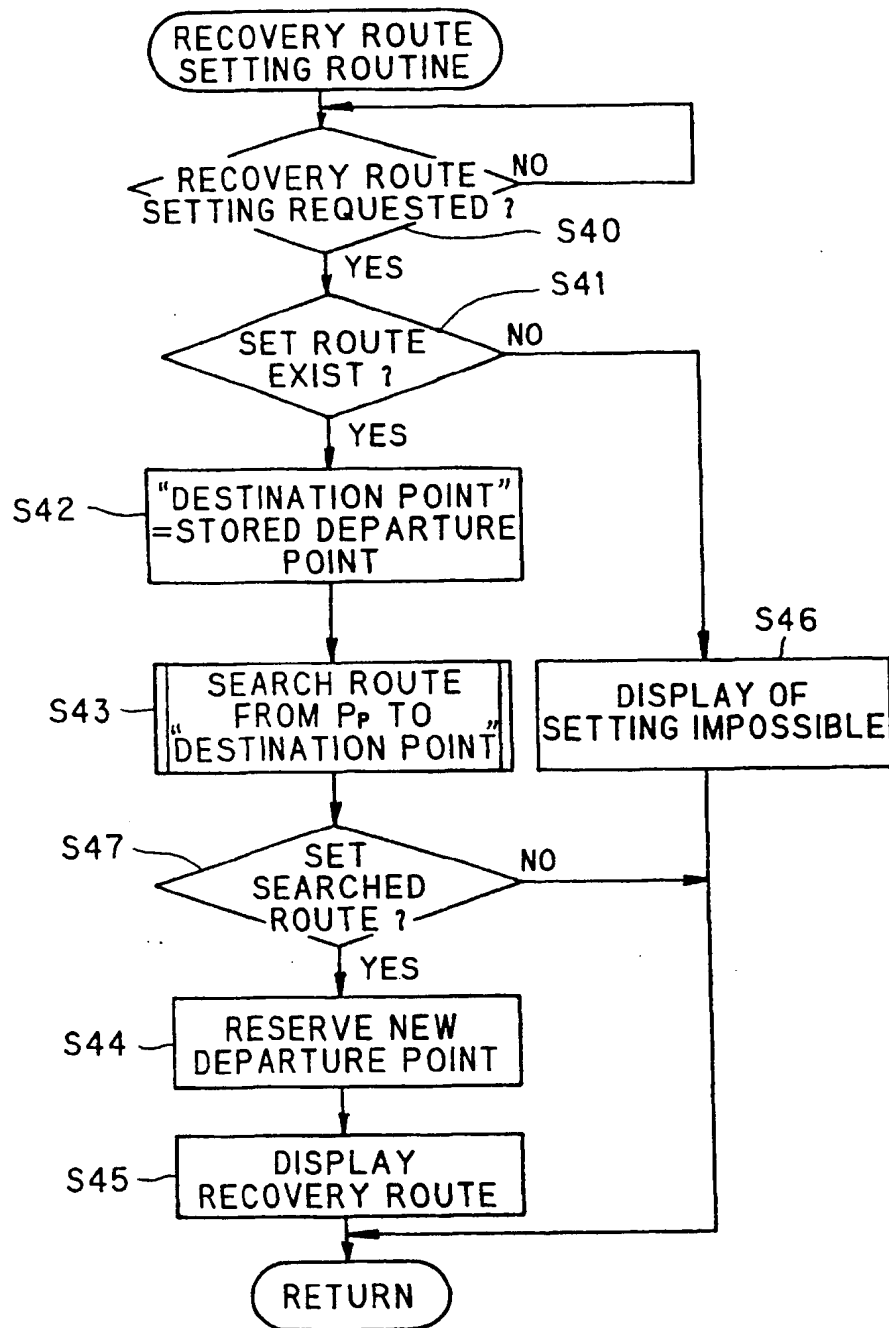 RECOVERY ROUTE
SETTING ROUTINE
RECOVERY ROUTE
SETTING REQUESTED ?
NO
S40
YES
S41
SET ROUTE
EXIST ?
NO
YES
S42
"DESTINATION POINT"
=STORED DEPARTURE
POINT
S43
SEARCH ROUTE
FROM PP TO
"DESTINATION POINT"
S46
DISPLAY OF
SETTING IMPOSSIBLE
S47
SET
SEARCHED
ROUTE ?
NO
YES
S44
RESERVE NEW
DEPARTURE POINT
S45
DISPLAY
RECOVERY ROUTE
RETURN